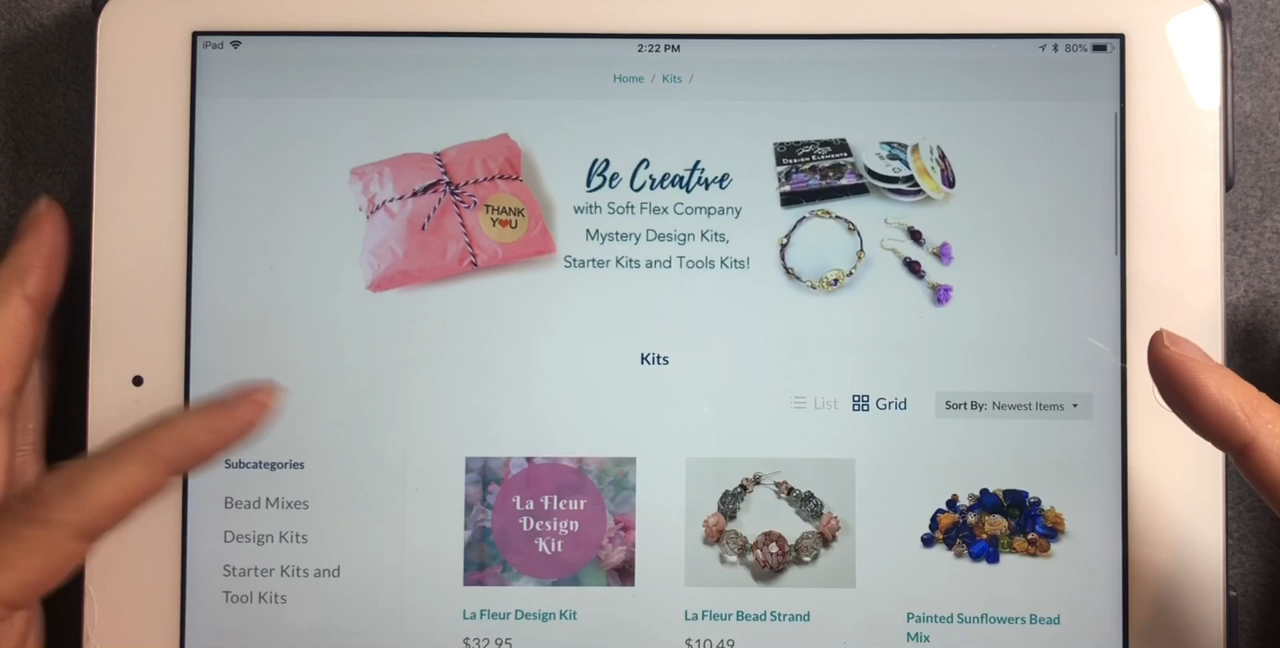 iPad
2:22 PM
80%
Home / Kits /
THANK
YOU
Be Creative
with Soft Flex Company
Mystery Design Kits,
Starter Kits and Tools Kits!
DESIGN ELEMENTS
Kits
List
Grid
Sort By: Newest Items
Subcategories
Bead Mixes
Design Kits
Starter Kits and
Tool Kits
La Fleur
Design
Kit
La Fleur Design Kit
$32.95
La Fleur Bead Strand
$10.49
Painted Sunflowers Bead
Mix